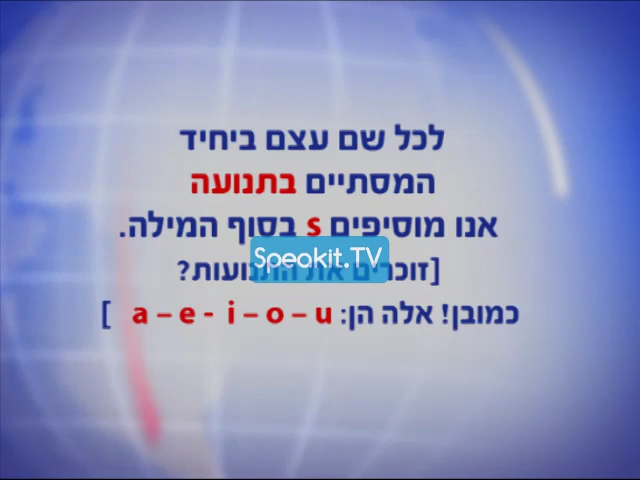 לכל שם עצם ביחיד
המסתיים בתנועה
אנו מוסיפים s בסוף המילה.
Speakit.TV
[זוכרים את התנועות?
כמובן! אלה הן: a – e - i – o – u ]